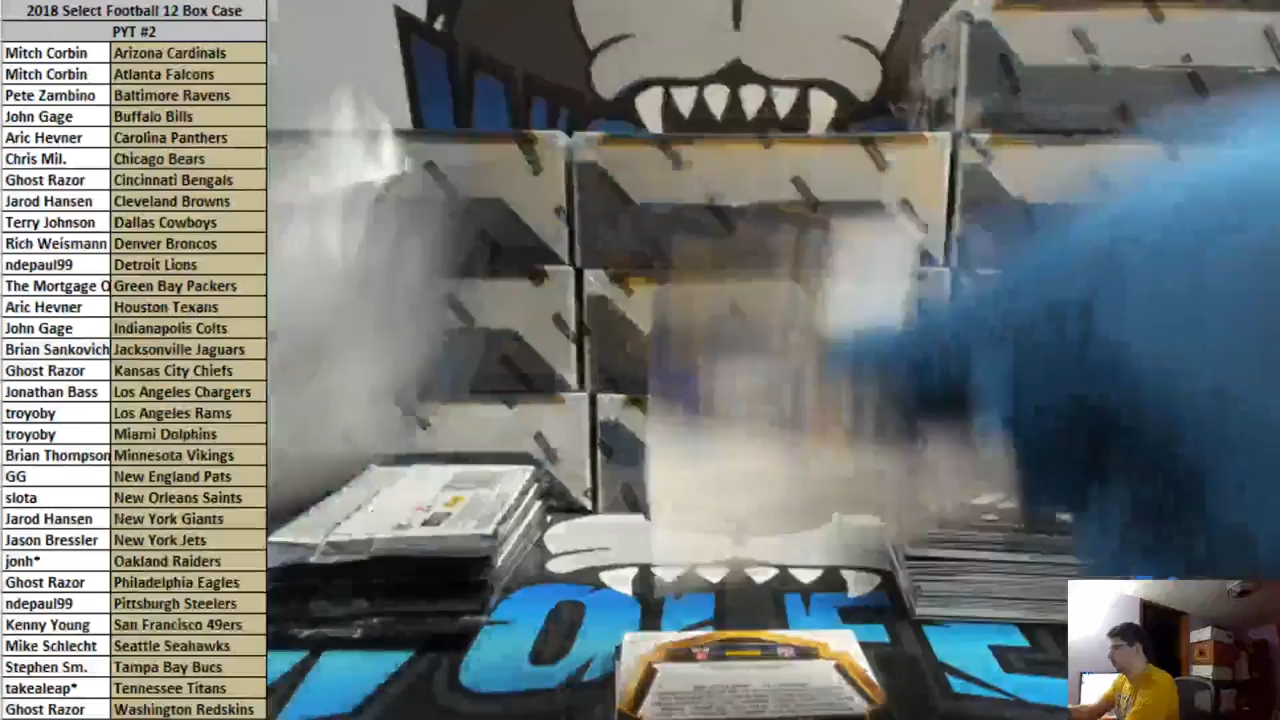 2018 Select Football 12 Box Case
PYT #2
Mitch Corbin Arizona Cardinals
Mitch Corbin Atlanta Falcons
Pete Zambino Baltimore Ravens
John Gage Buffalo Bills
Aric Hevner Carolina Panthers
Chris Mil. Chicago Bears
Ghost Razor Cincinnati Bengals
Jarod Hansen Cleveland Browns
Terry Johnson Dallas Cowboys
Rich Weismann Denver Broncos
ndepaul99 Detroit Lions
The Mortgage Green Bay Packers
Aric Hevner Houston Texans
John Gage Indianapolis Colts
Brian Sankovich Jacksonville Jaguars
Ghost Razor Kansas City Chiefs
Jonathan Bass Los Angeles Chargers
troyoby Los Angeles Rams
troyoby Miami Dolphins
Brian Thompson Minnesota Vikings
GG New England Pats
slota New Orleans Saints
Jarod Hansen New York Giants
Jason Bressler New York Jets
jonh* Oakland Raiders
Ghost Razor Philadelphia Eagles
ndepaul99 Pittsburgh Steelers
Kenny Young San Francisco 49ers
Mike Schlecht Seattle Seahawks
Stephen Sm. Tampa Bay Bucs
takealeap* Tennessee Titans
Ghost Razor Washington Redskins